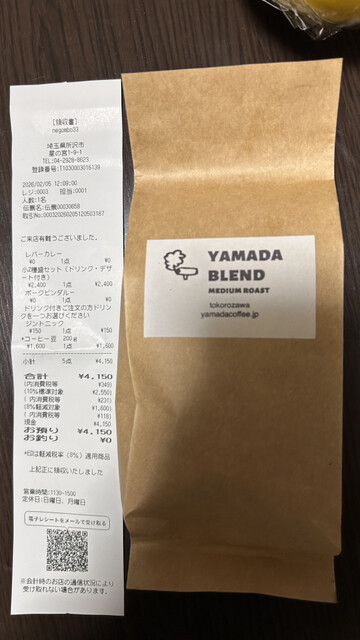 [領収書]
negombo33
埼玉県所沢市
星の宮1-9-1
TEL:04-2928-8623
登録番号:T1030003016139
2026/02/05 12:09:00
レジ:0003 担当:0001
人数:1名
伝票名:伝票00030658
取引No:0003202602051205031​67
ご来店有難うございました。
レバーカレー
¥0 1点 ¥0
小2種盛セット(ドリンク・デザート付き)
¥2,400 1点 ¥2,400
ポークビンダルー
¥0 1点 ¥0
ドリンク付きご注文の方ドリンクを一つお選びください
ジントニック
¥150 1点 ¥150
*コーヒー豆 200g
¥1,600 1点 ¥1,600
小計 5点 ¥4,150
合計 ¥4,150
(内消費税等 ¥349)
(10%標準対象 ¥2,550)
(内消費税等 ¥231)
(8%軽減対象 ¥1,600)
(内消費税等 ¥118)
現金 ¥4,150
お預り ¥4,150
お釣り ¥0
*印は軽減税率(8%)適用商品
上記正に領収いたしました
営業時間:1130-1500
定休日:日曜日、月曜日
電子レシートをメールで受け取る
※会計時のお店の通信状況により受け取れない場合があります。
YAMADA
BLEND
MEDIUM ROAST
tokorozawa
yamadacoffee.jp